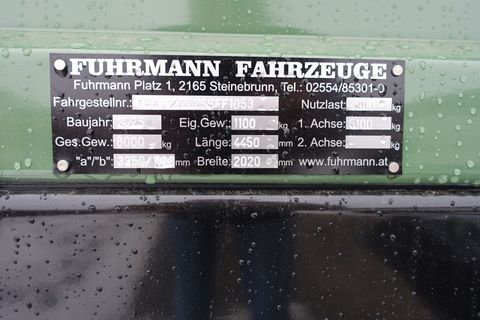 FUHRMANN FAHRZEUGE
Fuhrmann Platz 1, 2165 Steinebrunn, Tel.: 02554/85301-0
Fahrgestellnr.: Nutzlast: kg
Baujahr: 2025 Eig.Gew.: 1100 kg 1. Achse: kg
Ges.Gew.: 8000 kg Länge: 4450 mm 2. Achse: - kg
"a"/"b": mm Breite: 2020 mm www.fuhrmann.at